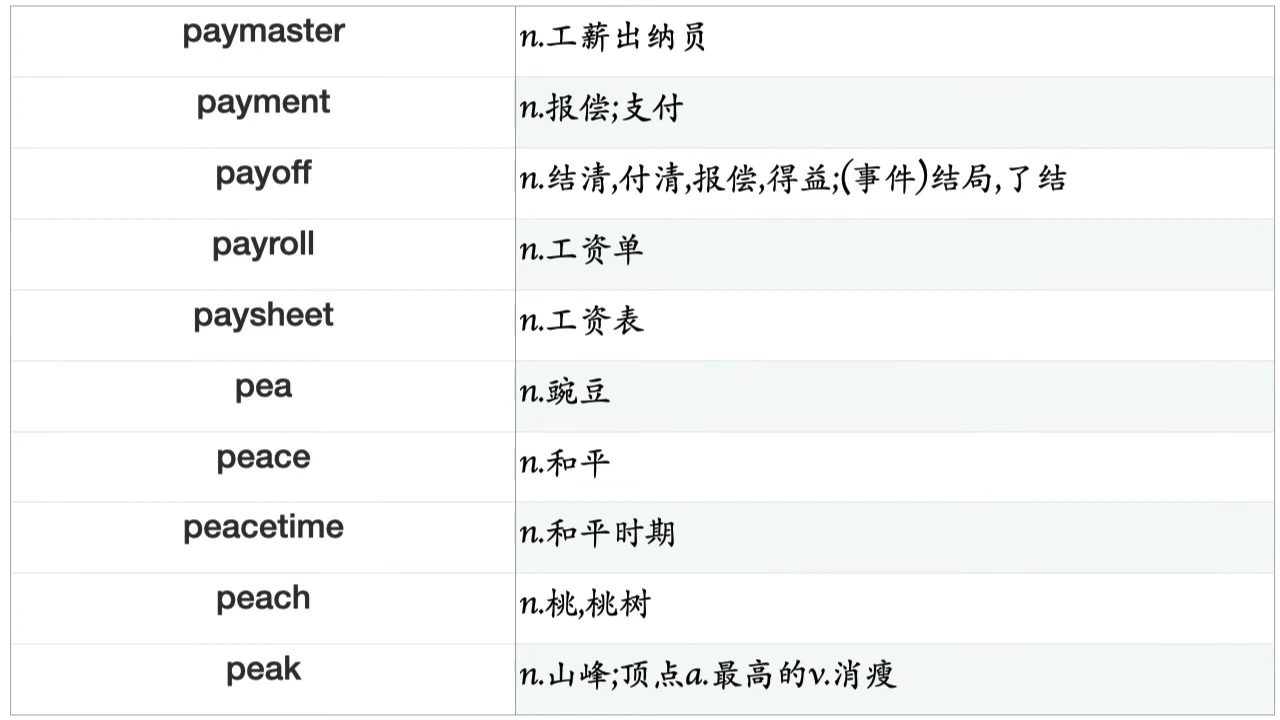 paymaster n.工薪出纳员
payment n.报偿;支付
payoff n.结清,付清,报偿,得益;(事件)结局,了结
payroll n.工资单
paysheet n.工资表
pea n.豌豆
peace n.和平
peacetime n.和平时期
peach n.桃,桃树
peak n.山峰;顶点a.最高的v.消瘦